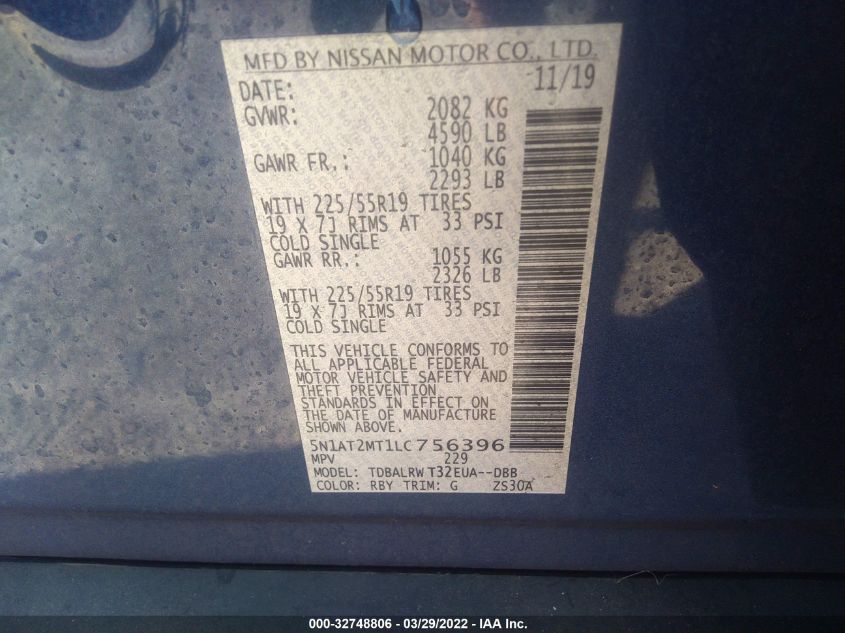 MFD BY NISSAN MOTOR CO., LTD.
DATE: 11/19
GVWR: 2082 KG
4590 LB
GAWR FR.: 1040 KG
2293 LB
WITH 225/55R19 TIRES
19 X 7J RIMS AT 33 PSI
COLD SINGLE
GAWR RR.: 1055 KG
2326 LB
WITH 225/55R19 TIRES
19 X 7J RIMS AT 33 PSI
COLD SINGLE
THIS VEHICLE CONFORMS TO
ALL APPLICABLE FEDERAL
MOTOR VEHICLE SAFETY AND
THEFT PREVENTION
STANDARDS IN EFFECT ON
THE DATE OF MANUFACTURE
SHOWN ABOVE.
5N1AT2MT1LC756396
MPV 229
MODEL: TDBALRW T32EUA--DBB
COLOR: RBY TRIM: G ZS30A
000-32748806 - 03/29/2022 - IAA Inc.